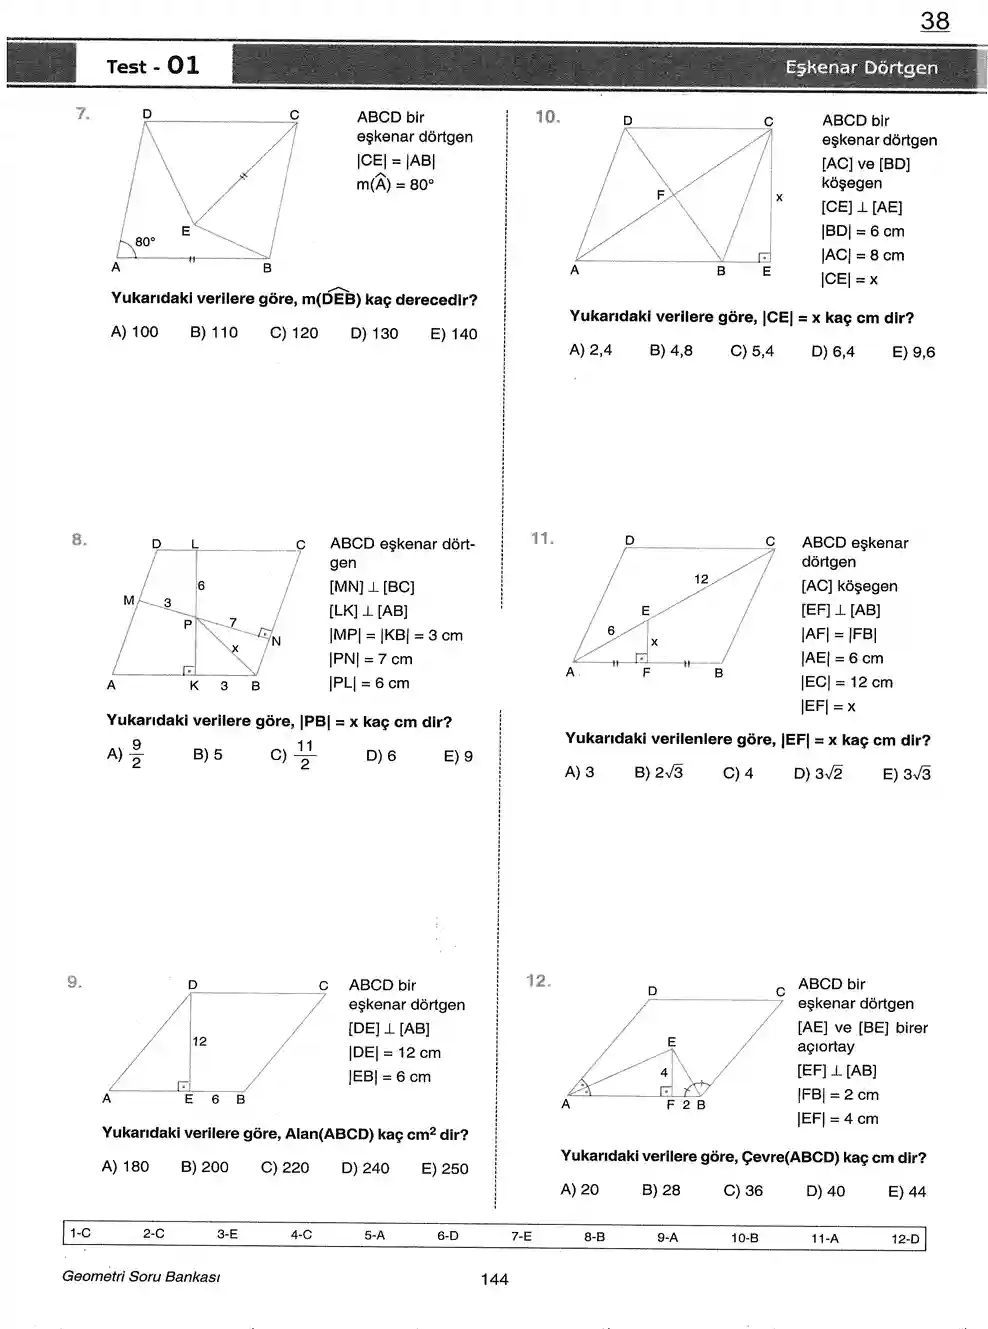 38
Test - 01
Eşkenar Dörtgen
7.
D
C
E
80°
A
B
ABCD bir
eşkenar dörtgen
|CE| = |AB|
m(Â) = 80°
Yukarıdaki verilere göre, m(DEB) kaç derecedir?
A) 100 B) 110 C) 120 D) 130 E) 140
8.
D L C
6
M 3
P 7
N
x
A K 3 B
ABCD eşkenar dört-
gen
[MN] ⊥ [BC]
[LK] ⊥ [AB]
|MP| = |KB| = 3 cm
|PN| = 7 cm
|PL| = 6 cm
Yukarıdaki verilere göre, |PB| = x kaç cm dir?
A) 9/2 B) 5 C) 11/2 D) 6 E) 9
9.
D C
12
A E 6 B
ABCD bir
eşkenar dörtgen
[DE] ⊥ [AB]
|DE| = 12 cm
|EB| = 6 cm
Yukarıdaki verilere göre, Alan(ABCD) kaç cm² dir?
A) 180 B) 200 C) 220 D) 240 E) 250
10.
D C
F
x
A B E
ABCD bir
eşkenar dörtgen
[AC] ve [BD]
köşegen
[CE] ⊥ [AE]
|BD| = 6 cm
|AC| = 8 cm
|CE| = x
Yukarıdaki verilere göre, |CE| = x kaç cm dir?
A) 2,4 B) 4,8 C) 5,4 D) 6,4 E) 9,6
11.
D C
12
E
6
x
A F B
ABCD eşkenar
dörtgen
[AC] köşegen
[EF] ⊥ [AB]
|AF| = |FB|
|AE| = 6 cm
|EC| = 12 cm
|EF| = x
Yukarıdaki verilenlere göre, |EF| = x kaç cm dir?
A) 3 B) 2√3 C) 4 D) 3√2 E) 3√3
12.
D C
E
4
A F 2 B
ABCD bir
eşkenar dörtgen
[AE] ve [BE] birer
açıortay
[EF] ⊥ [AB]
|FB| = 2 cm
|EF| = 4 cm
Yukarıdaki verilere göre, Çevre(ABCD) kaç cm dir?
A) 20 B) 28 C) 36 D) 40 E) 44
1-C 2-C 3-E 4-C 5-A 6-D 7-E 8-B 9-A 10-B 11-A 12-D
Geometri Soru Bankası
144